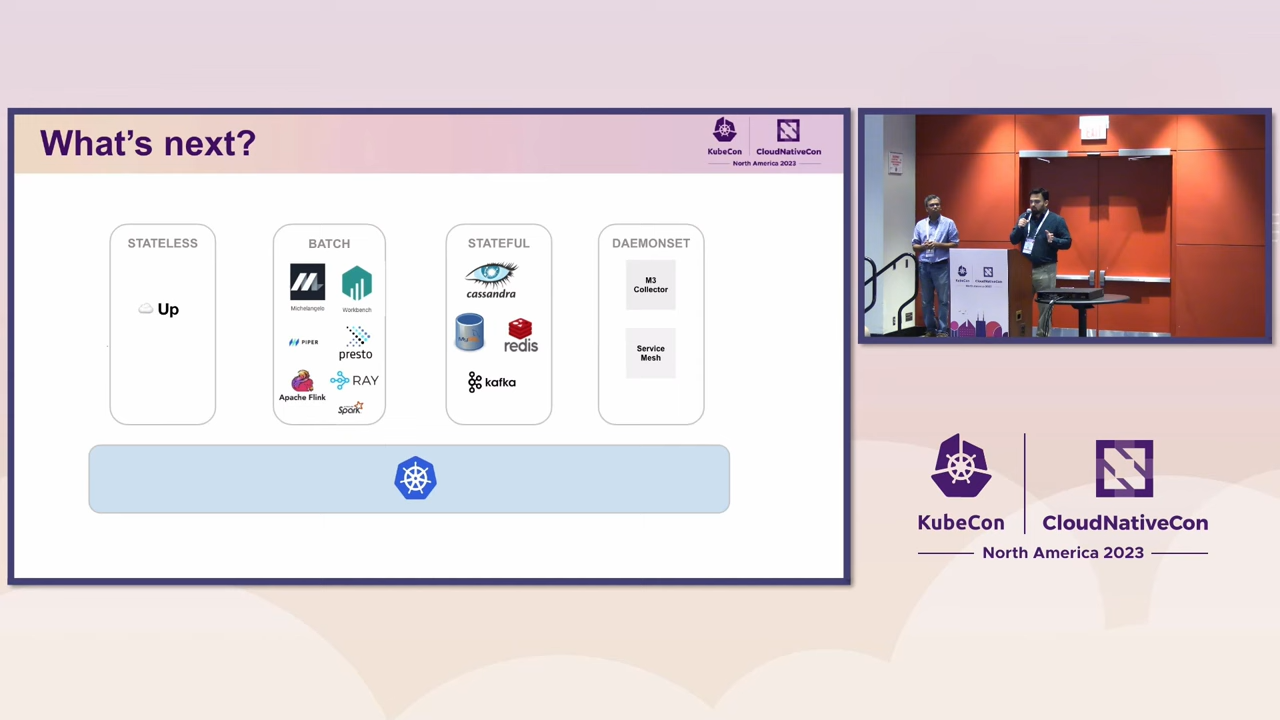 What's next?
KubeCon
CloudNativeCon
North America 2023
STATELESS
Up
BATCH
Michelangelo
Workbench
PIPER
presto
Apache Flink
RAY
Spark
STATEFUL
cassandra
redis
kafka
DAEMONSET
M3
Collector
Service
Mesh
EXIT
KubeCon
CloudNativeCon
North America 2023